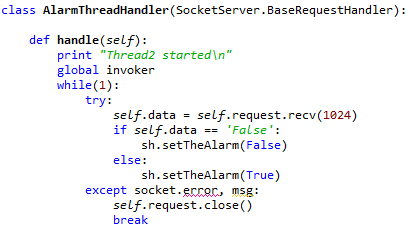 class AlarmThreadHandler(SocketServer.BaseRequestHandler):
def handle(self):
print "Thread2 started\n"
global invoker
while(1):
try:
self.data = self.request.recv(1024)
if self.data == 'False':
sh.setTheAlarm(False)
else:
sh.setTheAlarm(True)
except socket.error, msg:
self.request.close()
break